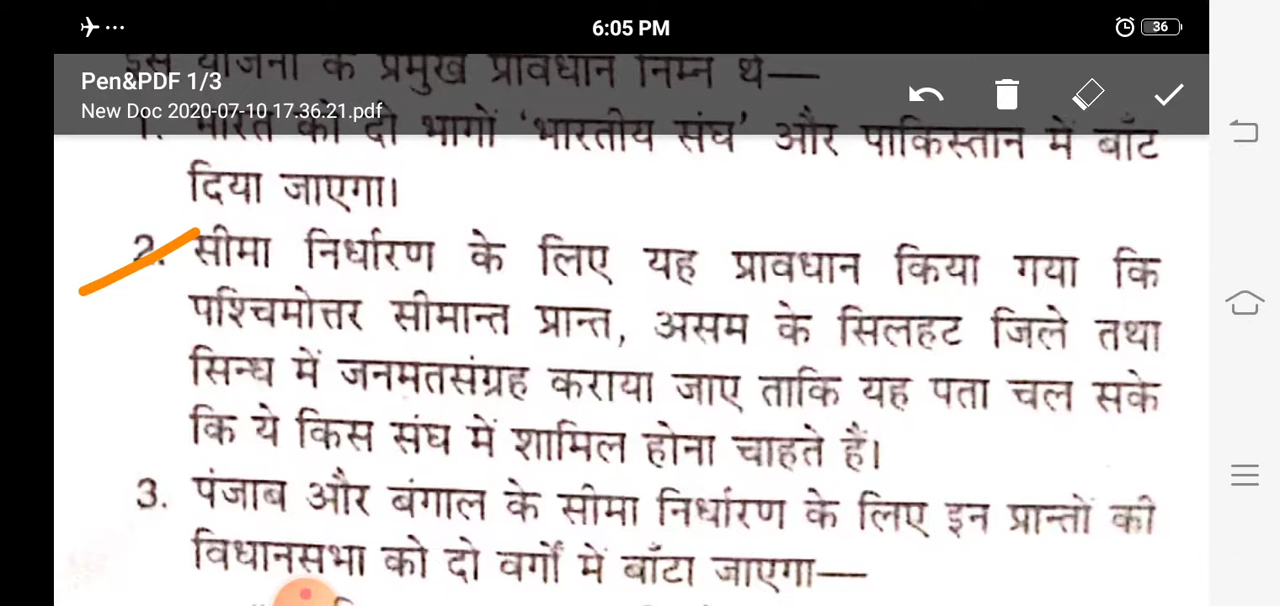 6:05 PM
36
इस योजना के प्रमुख प्रावधान निम्न थे—
Pen&PDF 1/3
New Doc 2020-07-10 17.36.21.pdf
1. भारत को दो भागों 'भारतीय संघ' और पाकिस्तान में बाँट
दिया जाएगा।
2. सीमा निर्धारण के लिए यह प्रावधान किया गया कि
पश्चिमोत्तर सीमान्त प्रान्त, असम के सिलहट जिले तथा
सिन्ध में जनमतसंग्रह कराया जाए ताकि यह पता चल सके
कि ये किस संघ में शामिल होना चाहते हैं।
3. पंजाब और बंगाल के सीमा निर्धारण के लिए इन प्रान्तों की
विधानसभा को दो वर्गों में बाँटा जाएगा—